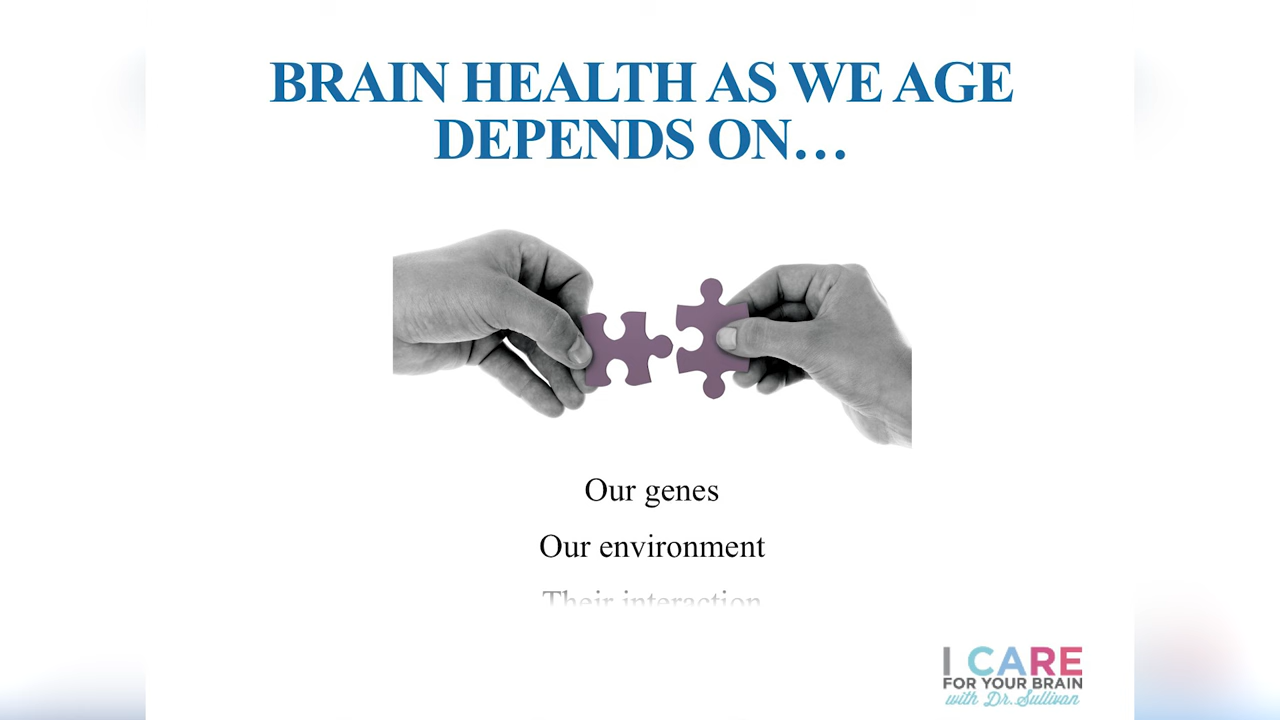 BRAIN HEALTH AS WE AGE
DEPENDS ON…
Our genes
Our environment
Their interaction
I CARE
FOR YOUR BRAIN
with Dr. Sullivan